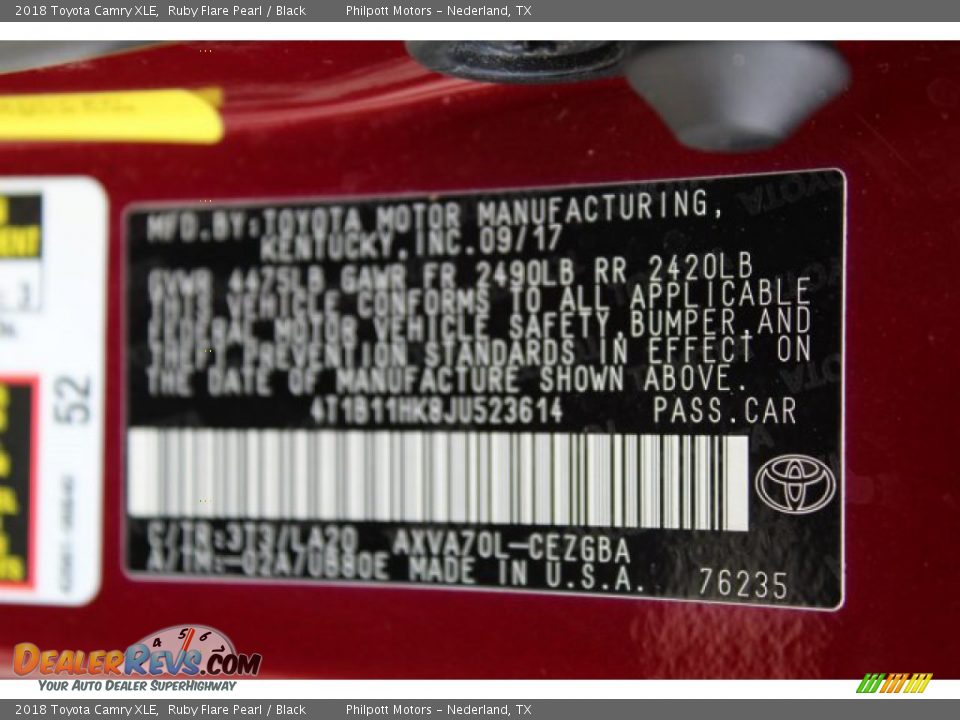 2018 Toyota Camry XLE,  Ruby Flare Pearl / Black    Philpott Motors - Nederland, TX
MFD.BY:TOYOTA MOTOR MANUFACTURING,
KENTUCKY,INC.09/17
GVWR 4475LB GAWR FR 2490LB RR 2420LB
THIS VEHICLE CONFORMS TO ALL APPLICABLE
FEDERAL MOTOR VEHICLE SAFETY,BUMPER,AND
THEFT PREVENTION STANDARDS IN EFFECT ON
THE DATE OF MANUFACTURE SHOWN ABOVE.
4T1B11HK8JU523614 PASS.CAR
52
C/TR:3T3/LA20 AXVA70L-CEZGBA
A/TM: MADE IN U.S.A. 76235
4 5 6
DEALERREVS.COM
YOUR AUTO DEALER SUPERHIGHWAY
2018 Toyota Camry XLE,  Ruby Flare Pearl / Black    Philpott Motors - Nederland, TX